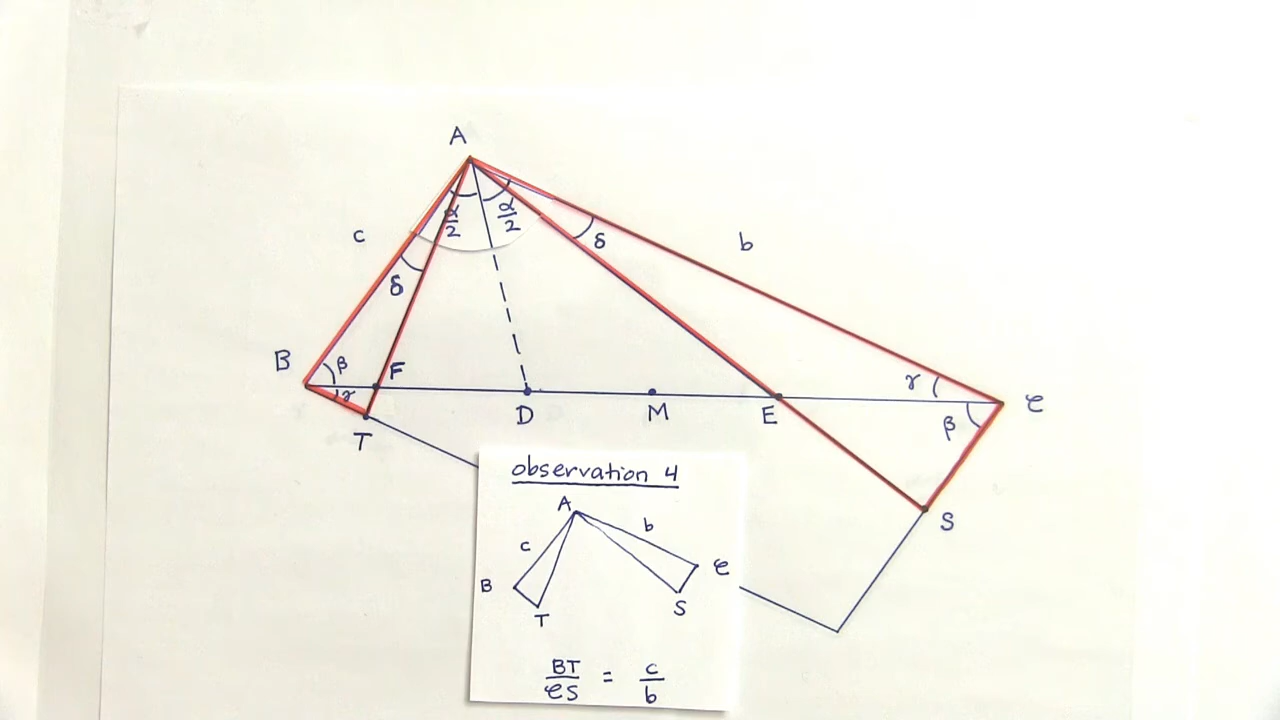 A
α/2 α/2
c
δ
b
δ
B
β
F
γ
γ
C
T
D
M
E
β
S
observation 4
A
b
c
C
B
S
T
BT/CS = c/b